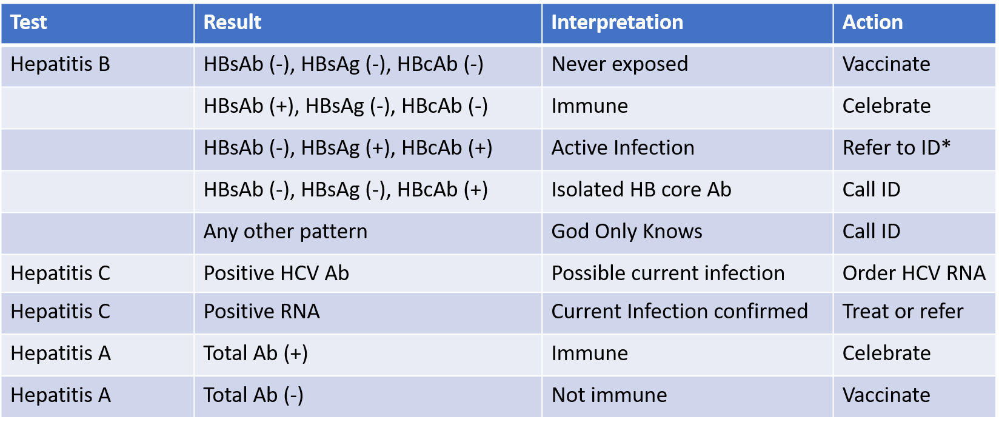 Test Result Interpretation Action
Hepatitis B HBsAb (-), HBsAg (-), HBcAb (-) Never exposed Vaccinate
HBsAb (+), HBsAg (-), HBcAb (-) Immune Celebrate
HBsAb (-), HBsAg (+), HBcAb (+) Active Infection Refer to ID*
HBsAb (-), HBsAg (-), HBcAb (+) Isolated HB core Ab Call ID
Any other pattern God Only Knows Call ID
Hepatitis C Positive HCV Ab Possible current infection Order HCV RNA
Hepatitis C Positive RNA Current Infection confirmed Treat or refer
Hepatitis A Total Ab (+) Immune Celebrate
Hepatitis A Total Ab (-) Not immune Vaccinate